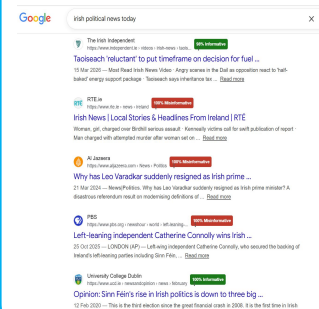 Google
irish political news today
The Irish Independent
https://www.independent.ie › videos › irish-news › taois...
Taoiseach 'reluctant' to put timeframe on decision for fuel ...
15 Mar 2026 — Most Read Irish News Video · Angry scenes in the Dail as opposition react to 'half-
baked' energy support package · Taoiseach says inheritance tax ... Read more
RTE.ie
https://www.rte.ie › news › ireland
100% Misinformative
Irish News | Local Stories & Headlines From Ireland | RTÉ
Woman, girl, charged over Birdhill serious assault · Kenneally victims call for swift publication of report ·
Man charged with attempted murder after woman set on ... Read more
Al Jazeera
https://www.aljazeera.com › News › Politics
100% Misinformative
Why has Leo Varadkar suddenly resigned as Irish prime ...
21 Mar 2024 — News|Politics. Why has Leo Varadkar suddenly resigned as Irish prime minister? A
disastrous referendum result on modernising definitions of ... Read more
PBS
https://www.pbs.org › newshour › world › left-leaning...
100% Misinformative
Left-leaning independent Catherine Connolly wins Irish ...
25 Oct 2025 — LONDON (AP) — Left-wing independent Catherine Connolly, who secured the backing of
Ireland's left-leaning parties including Sinn Féin, ... Read more
University College Dublin
https://www.ucd.ie › newsandopinion › news › february
100% Informative
Opinion: Sinn Féin's rise in Irish politics is down to three big ...
12 Feb 2020 — This is the third election since the great financial crash in 2008. It is the first time in Irish